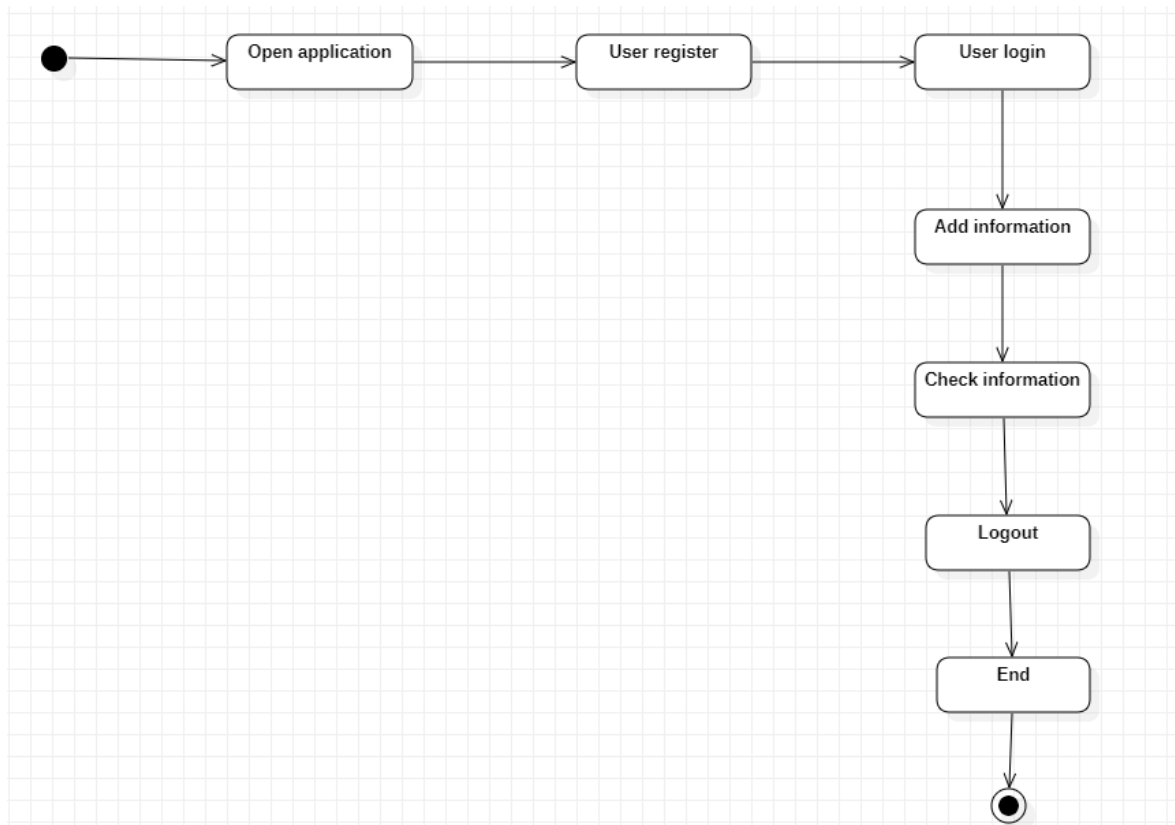 Open application
User register
User login
Add information
Check information
Logout
End